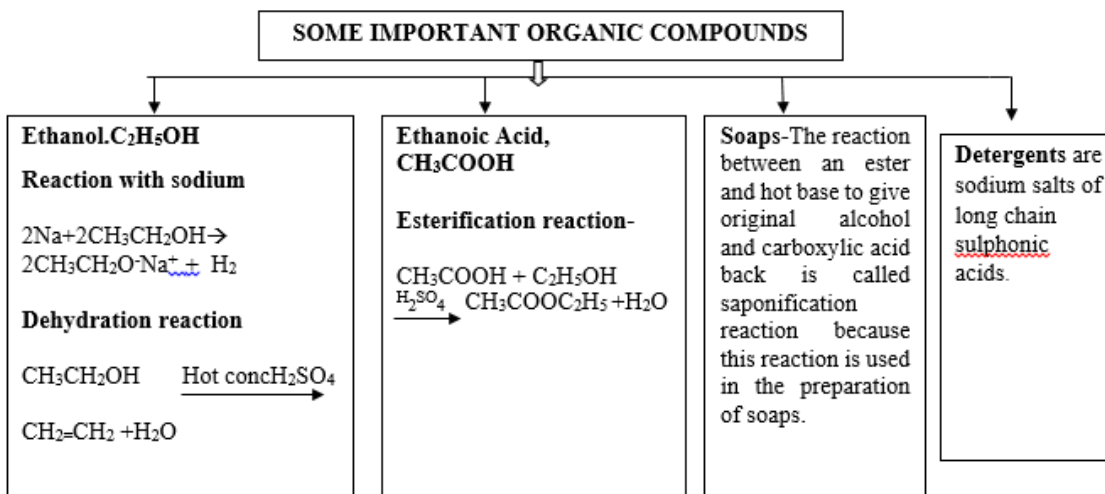 SOME IMPORTANT ORGANIC COMPOUNDS
Ethanol.C₂H₅OH
Reaction with sodium
2Na+2CH₃CH₂OH→
2CH₃CH₂O⁻Na⁺ + H₂
Dehydration reaction
CH₃CH₂OH Hot concH₂SO₄
CH₂=CH₂ +H₂O
Ethanoic Acid,
CH₃COOH
Esterification reaction-
CH₃COOH + C₂H₅OH
H₂SO₄ CH₃COOC₂H₅ +H₂O
Soaps-The reaction
between an ester
and hot base to give
original alcohol
and carboxylic acid
back is called
saponification
reaction because
this reaction is used
in the preparation
of soaps.
Detergents are
sodium salts of
long chain
sulphonic
acids.